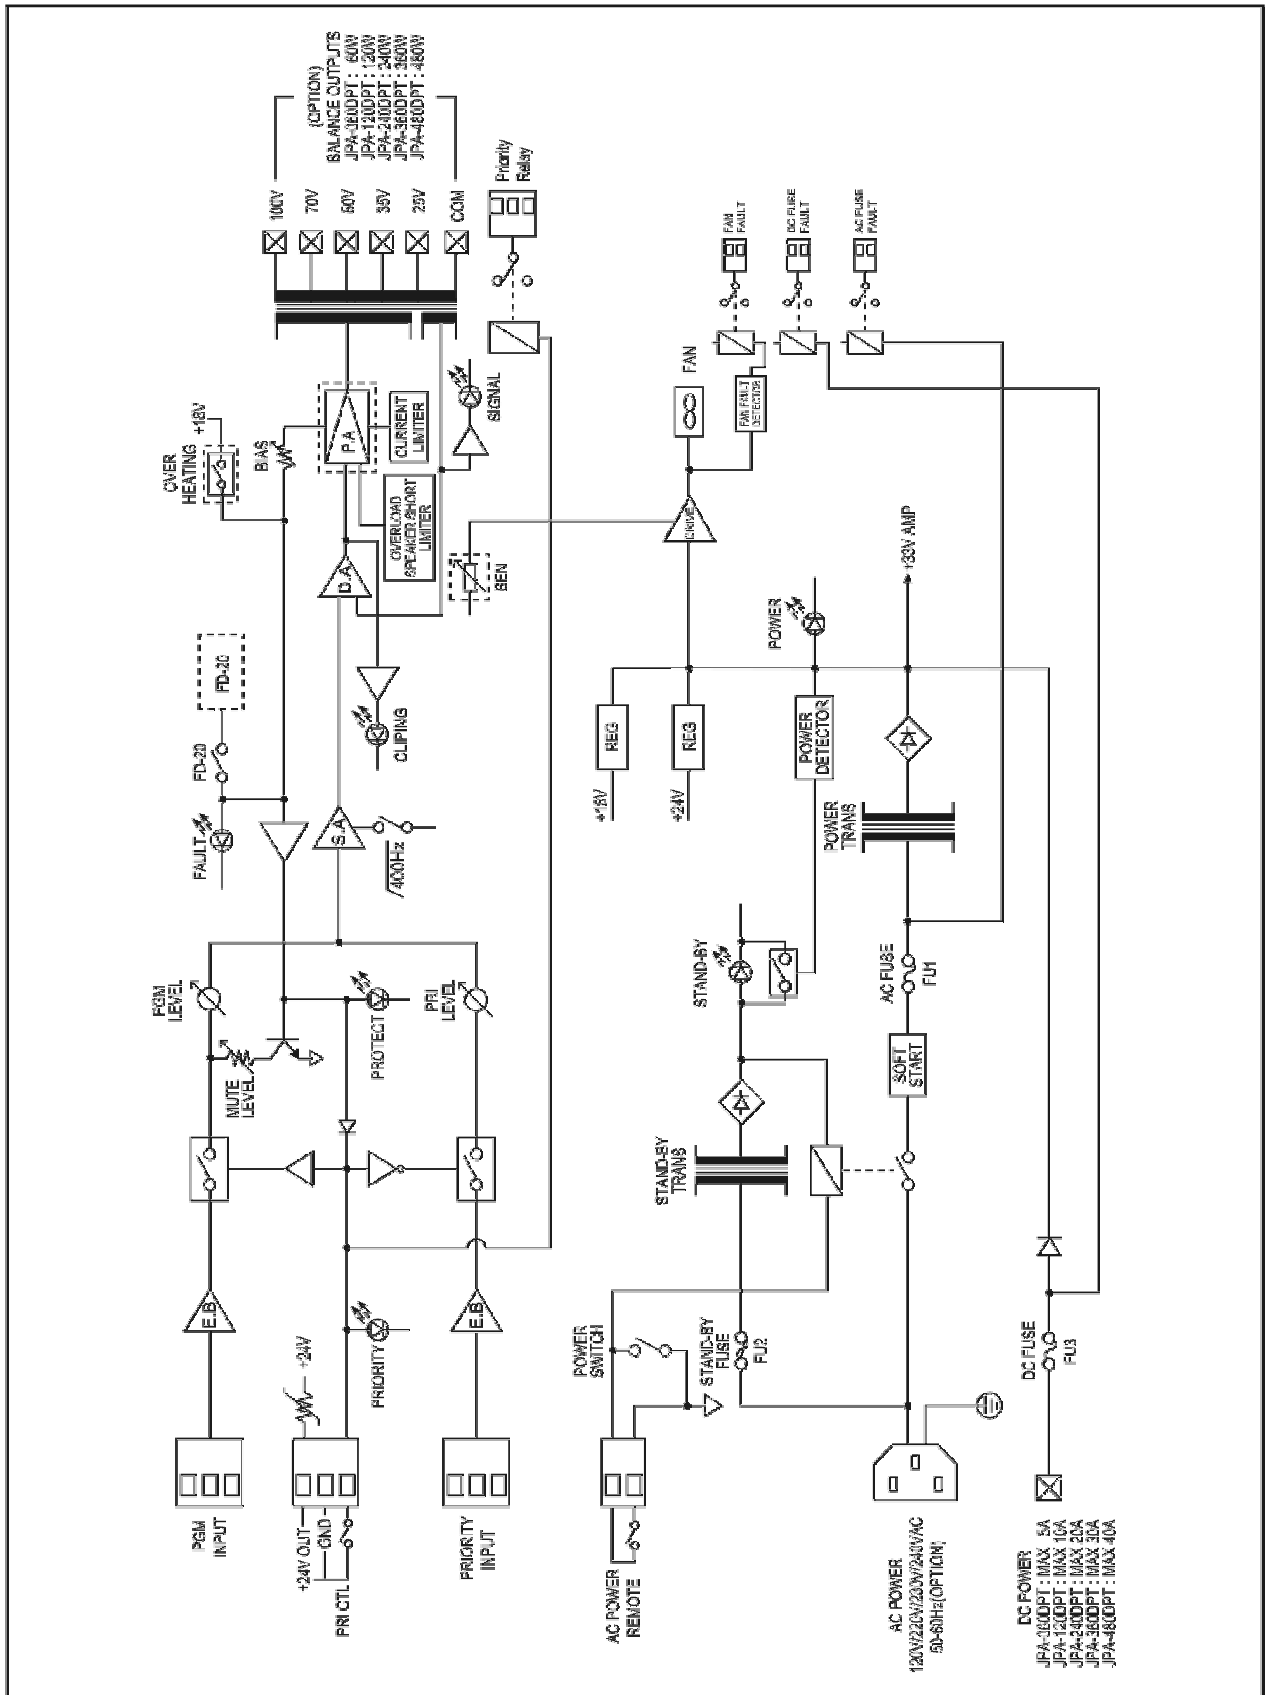 PGM
INPUT
E.B
PGM
LEVEL
MUTE
LEVEL
FAULT
FD-20
FD-20
OVER
HEATING
+18V
BIAS
+24V OUT
GND
PRI CTL
+24V
PRIORITY
PROTECT
S.A
/400Hz
CLIPING
D.A
P.A
CURRENT
LIMITER
OVERLOAD
SPEAKER SHORT
LIMITER
SIGNAL
SEN
PRIORITY
INPUT
E.B
PRI
LEVEL
(OPTION)
BALANCE OUTPUTS
JPA-060DPT : 60W
JPA-120DPT : 120W
JPA-240DPT : 240W
JPA-360DPT : 360W
JPA-480DPT : 480W
100V
70V
50V
35V
25V
COM
Priority
Relay
AC POWER
REMOTE
POWER
SWITCH
STAND-BY
FUSE
FU2
STAND-BY
TRANS
STAND-BY
+18V
REG
+24V
REG
DRIVE
FAN
FAN FAULT
DETECTOR
FAN
FAULT
DC FUSE
FAULT
AC FUSE
FAULT
POWER
DETECTOR
POWER
AC POWER
120V/220V/230V/240VAC
50-60Hz(OPTION)
SOFT
START
AC FUSE
FU1
POWER
TRANS
+33V AMP
DC POWER
JPA-060DPT : MAX 5A
JPA-120DPT : MAX 10A
JPA-240DPT : MAX 20A
JPA-360DPT : MAX 30A
JPA-480DPT : MAX 40A
DC FUSE
FU3